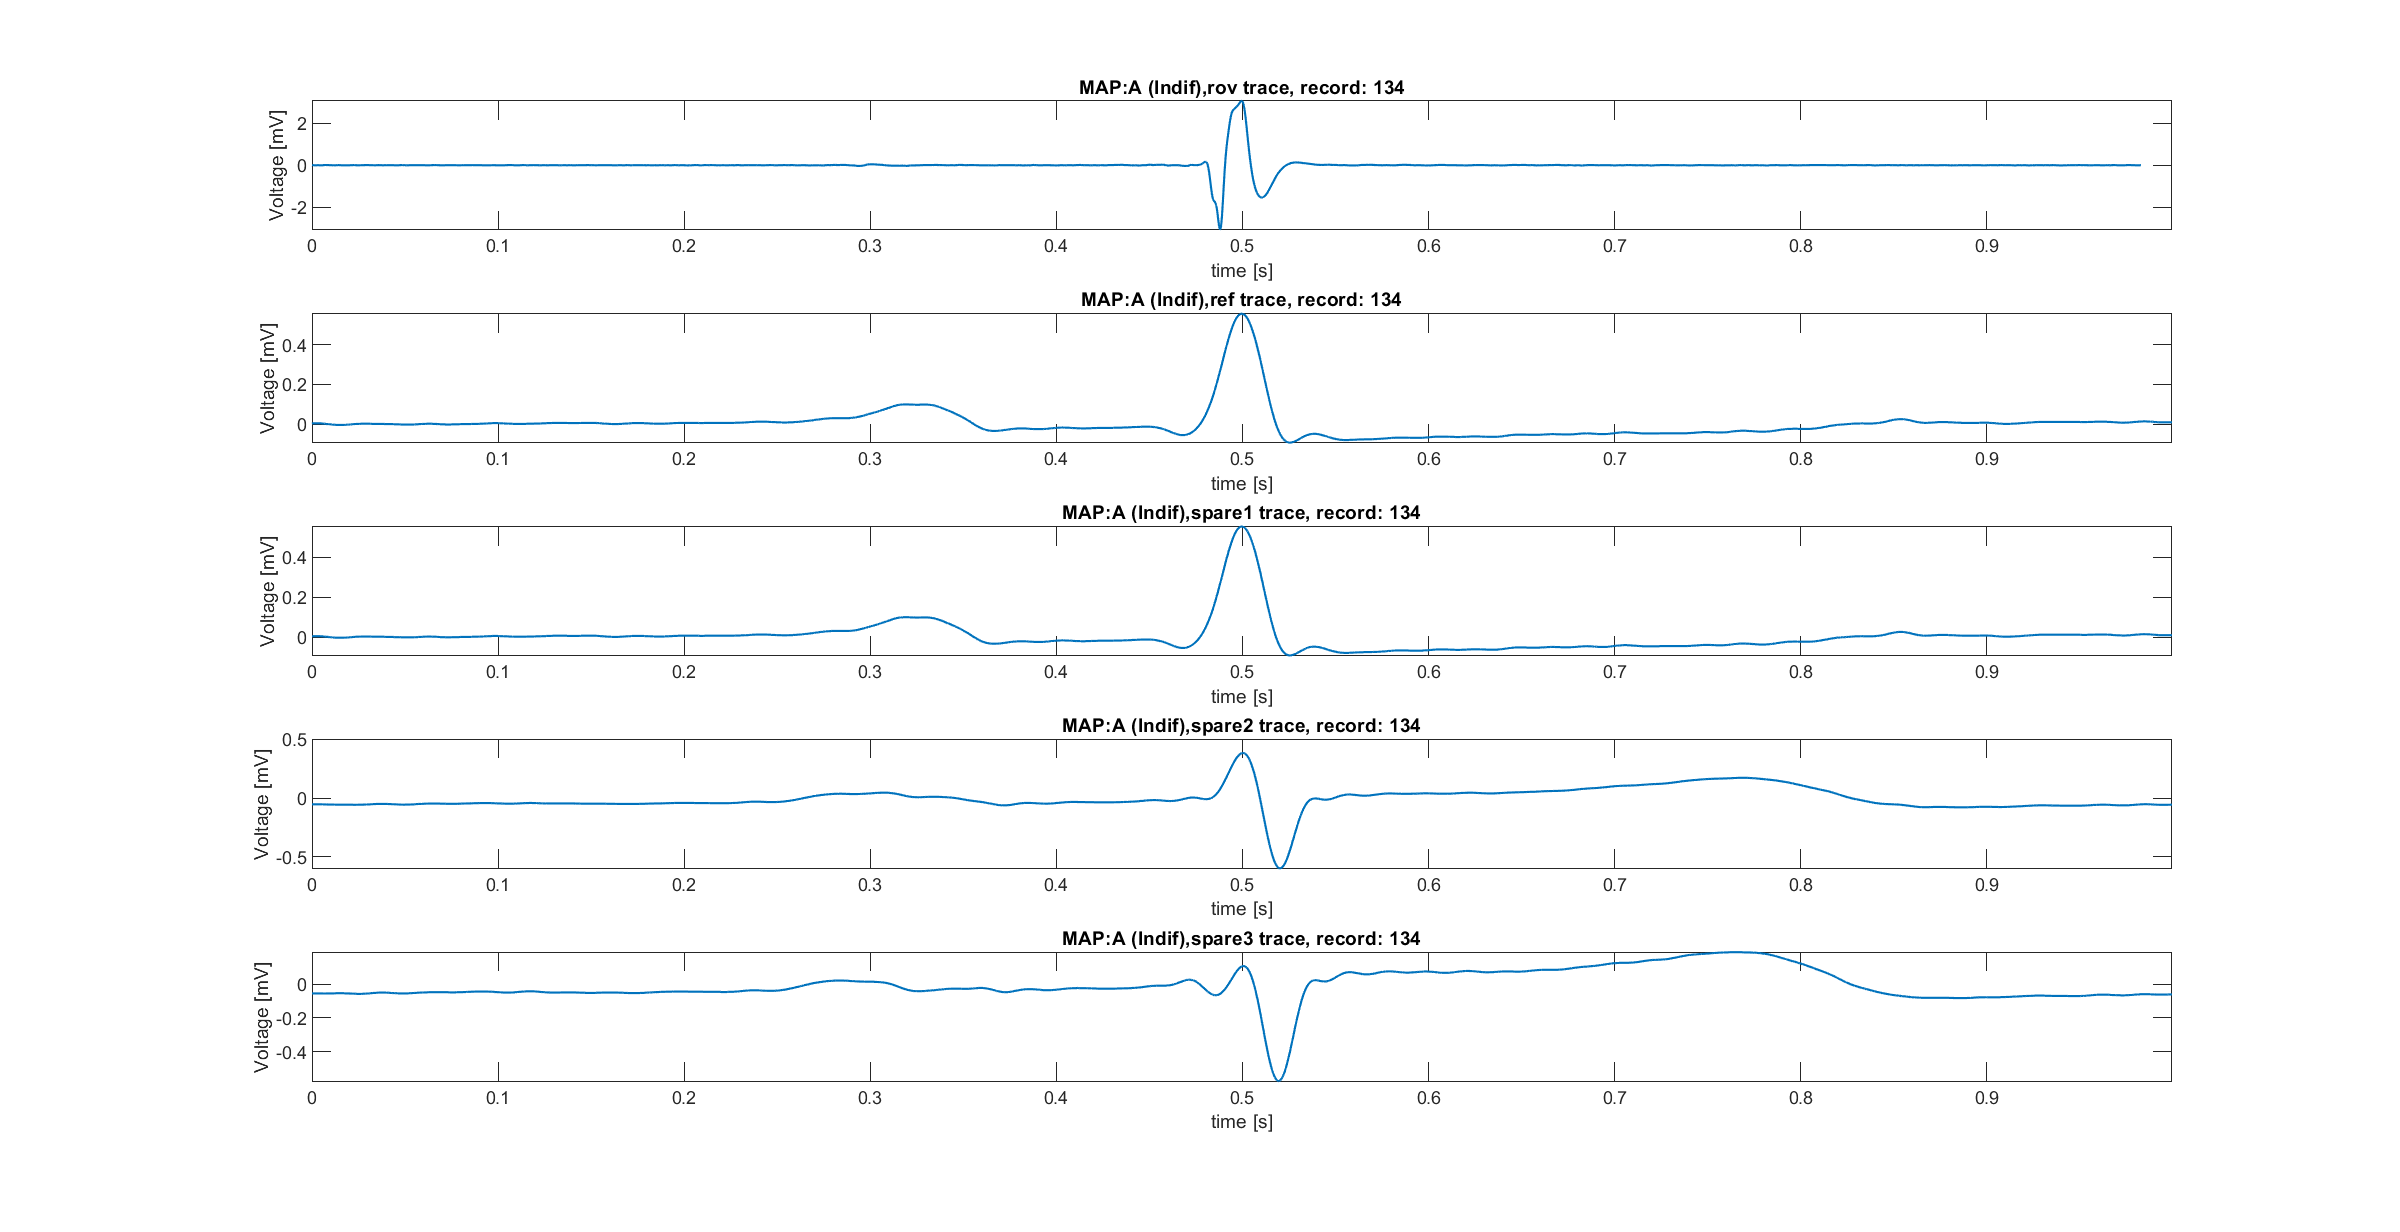 MAP:A (Indif),rov trace, record: 134
Voltage [mV]
2
0
-2
0 0.1 0.2 0.3 0.4 0.5 0.6 0.7 0.8 0.9
time [s]
MAP:A (Indif),ref trace, record: 134
Voltage [mV]
0.4
0.2
0
0 0.1 0.2 0.3 0.4 0.5 0.6 0.7 0.8 0.9
time [s]
MAP:A (Indif),spare1 trace, record: 134
Voltage [mV]
0.4
0.2
0
0 0.1 0.2 0.3 0.4 0.5 0.6 0.7 0.8 0.9
time [s]
MAP:A (Indif),spare2 trace, record: 134
Voltage [mV]
0.5
0
-0.5
0 0.1 0.2 0.3 0.4 0.5 0.6 0.7 0.8 0.9
time [s]
MAP:A (Indif),spare3 trace, record: 134
Voltage [mV]
0
-0.2
-0.4
0 0.1 0.2 0.3 0.4 0.5 0.6 0.7 0.8 0.9
time [s]